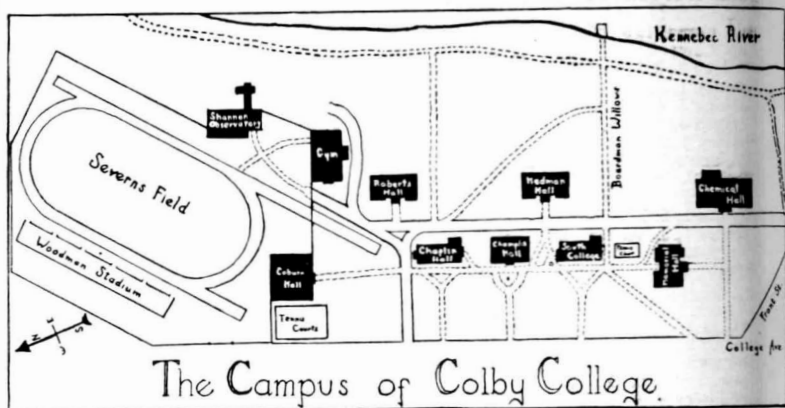 Kennebec River
Shannon
Observatory
Gym
Severns Field
Woodman Stadium
Boardman Willows
Roberts
Hall
Hedman
Hall
Chemical
Hall
Coburn
Hall
Chaplin
Hall
Champlin
Hall
South
College
Tennis
Court
Memorial
Hall
Tennis
Courts
Front St.
College Ave
N
S
The Campus of Colby College.